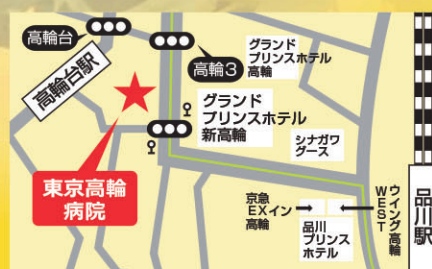 高輪台
高輪台駅
高輪3
グランド
プリンスホテル
高輪
グランド
プリンスホテル
新高輪
シナガワ
グース
東京高輪
病院
京急
EXイン
高輪
品川
プリンス
ホテル
ウイング高輪
WEST
品川駅